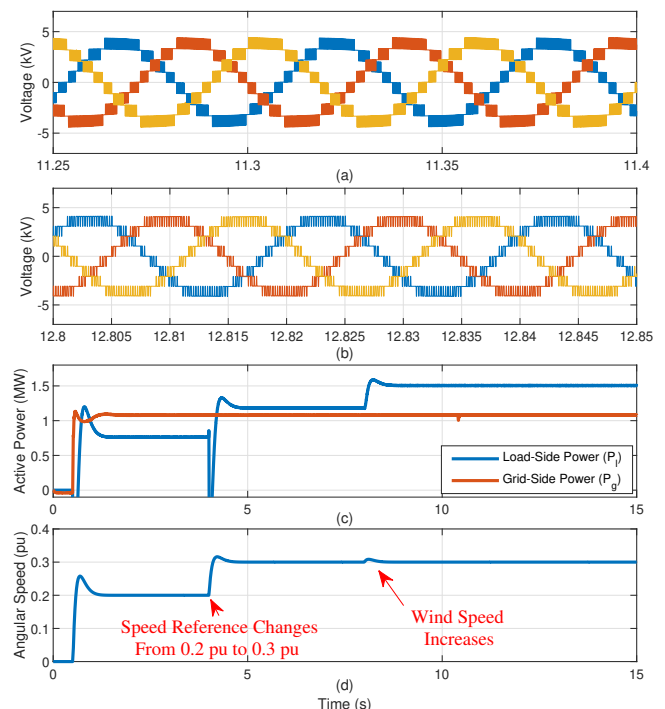 Voltage (kV)
5
0
-5
11.25
11.3
11.35
11.4
(a)
Voltage (kV)
5
0
-5
12.8
12.805
12.81
12.815
12.82
12.825
12.83
12.835
12.84
12.845
12.85
(b)
Active Power (MW)
1.5
1
0.5
0
0
5
10
15
Load-Side Power (P_l)
Grid-Side Power (P_g)
(c)
Angular Speed (pu)
0.4
0.3
0.2
0.1
0
0
5
10
15
Speed Reference Changes
From 0.2 pu to 0.3 pu
Wind Speed
Increases
(d)
Time (s)